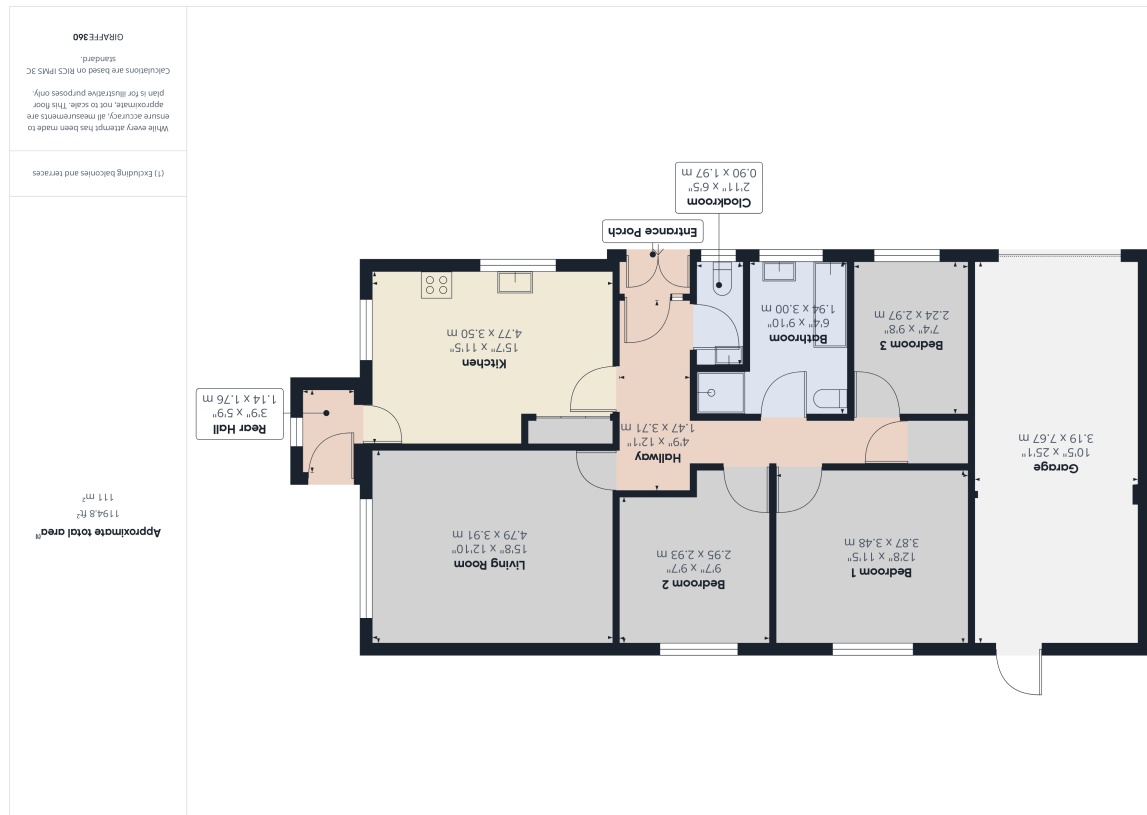 Bedroom 2
9'7" x 9'7"
2.95 x 2.93 m
Bedroom 1
12'8" x 11'5"
3.87 x 3.48 m
Living Room
15'8" x 12'10"
4.79 x 3.91 m
Garage
10'5" x 25'1"
3.19 x 7.67 m
Hallway
4'9" x 12'1"
1.47 x 3.71 m
Rear Hall
3'9" x 5'9"
1.14 x 1.76 m
Kitchen
15'7" x 11'5"
4.77 x 3.50 m
Bedroom 3
7'4" x 9'8"
2.24 x 2.97 m
Bathroom
6'4" x 9'10"
1.94 x 3.00 m
Entrance Porch
Cloakroom
2'11" x 6'5"
0.90 x 1.97 m
Approximate total area⁽¹⁾
1194.8 ft²
111 m²
(1) Excluding balconies and terraces
While every attempt has been made to
ensure accuracy, all measurements are
approximate, not to scale. This floor
plan is for illustrative purposes only.
Calculations are based on RICS IPMS 3C
standard.
GIRAFFE360